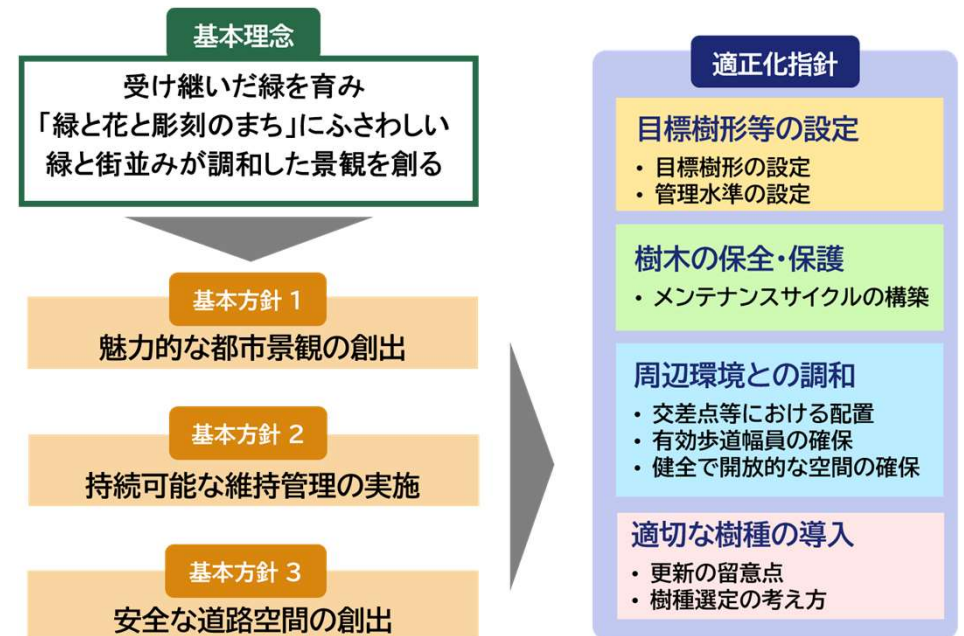 基本理念
受け継いだ緑を育み
「緑と花と彫刻のまち」にふさわしい
緑と街並みが調和した景観を創る
基本方針 1
魅力的な都市景観の創出
基本方針 2
持続可能な維持管理の実施
基本方針 3
安全な道路空間の創出
適正化指針
目標樹形等の設定
・ 目標樹形の設定
・ 管理水準の設定
樹木の保全・保護
・ メンテナンスサイクルの構築
周辺環境との調和
・ 交差点等における配置
・ 有効歩道幅員の確保
・ 健全で開放的な空間の確保
適切な樹種の導入
・ 更新の留意点
・ 樹種選定の考え方